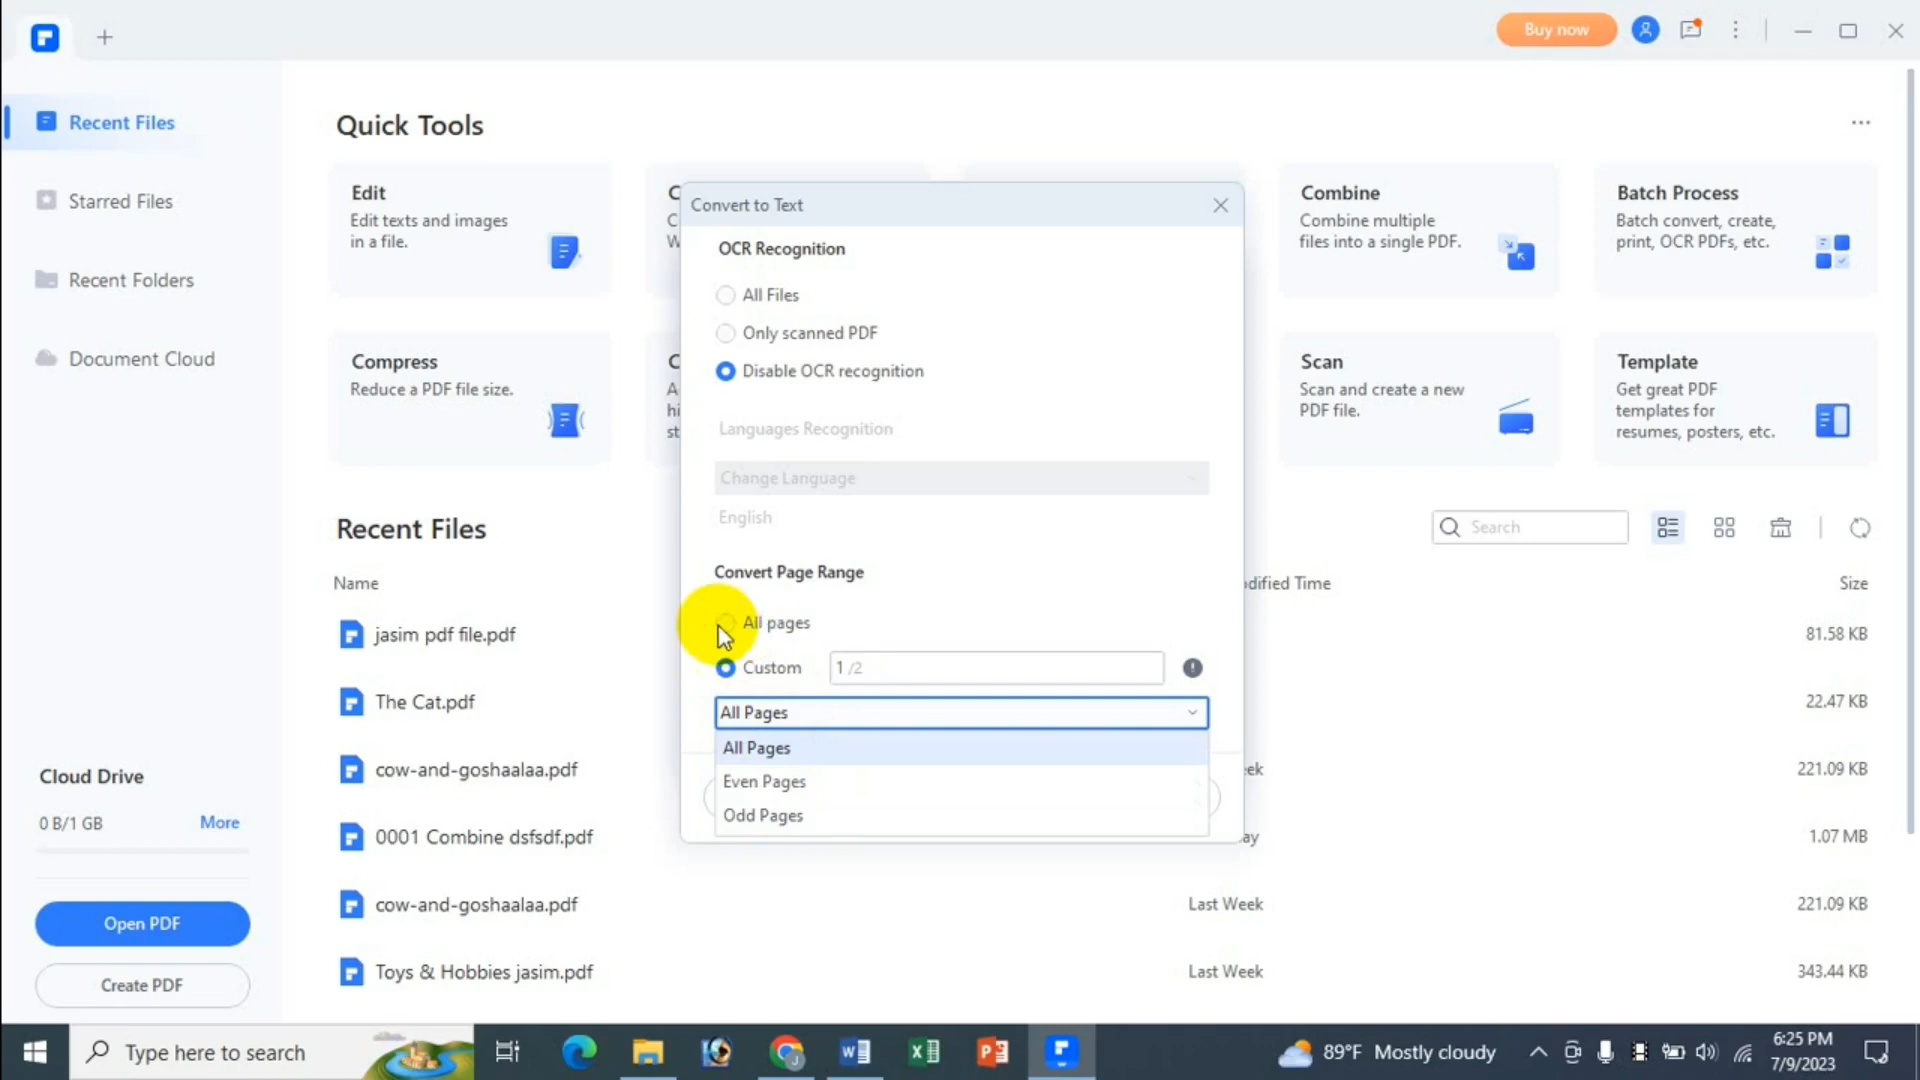 Buy now
Recent Files
Starred Files
Recent Folders
Document Cloud
Cloud Drive
0 B/1 GB
More
Open PDF
Create PDF
Quick Tools
Edit
Edit texts and images
in a file.
Combine
Combine multiple
files into a single PDF.
Batch Process
Batch convert, create,
print, OCR PDFs, etc.
Compress
Reduce a PDF file size.
Scan
Scan and create a new
PDF file.
Template
Get great PDF
templates for
resumes, posters, etc.
Convert to Text
OCR Recognition
All Files
Only scanned PDF
Disable OCR recognition
Languages Recognition
Change Language
English
Convert Page Range
All pages
Custom
1 /2
All Pages
All Pages
Even Pages
Odd Pages
Recent Files
Search
Name
Size
jasim pdf file.pdf
81.58 KB
The Cat.pdf
22.47 KB
cow-and-goshaalaa.pdf
221.09 KB
0001 Combine dsfsdf.pdf
1.07 MB
cow-and-goshaalaa.pdf
Last Week
221.09 KB
Toys & Hobbies jasim.pdf
Last Week
343.44 KB
Type here to search
89°F Mostly cloudy
6:25 PM
7/9/2023